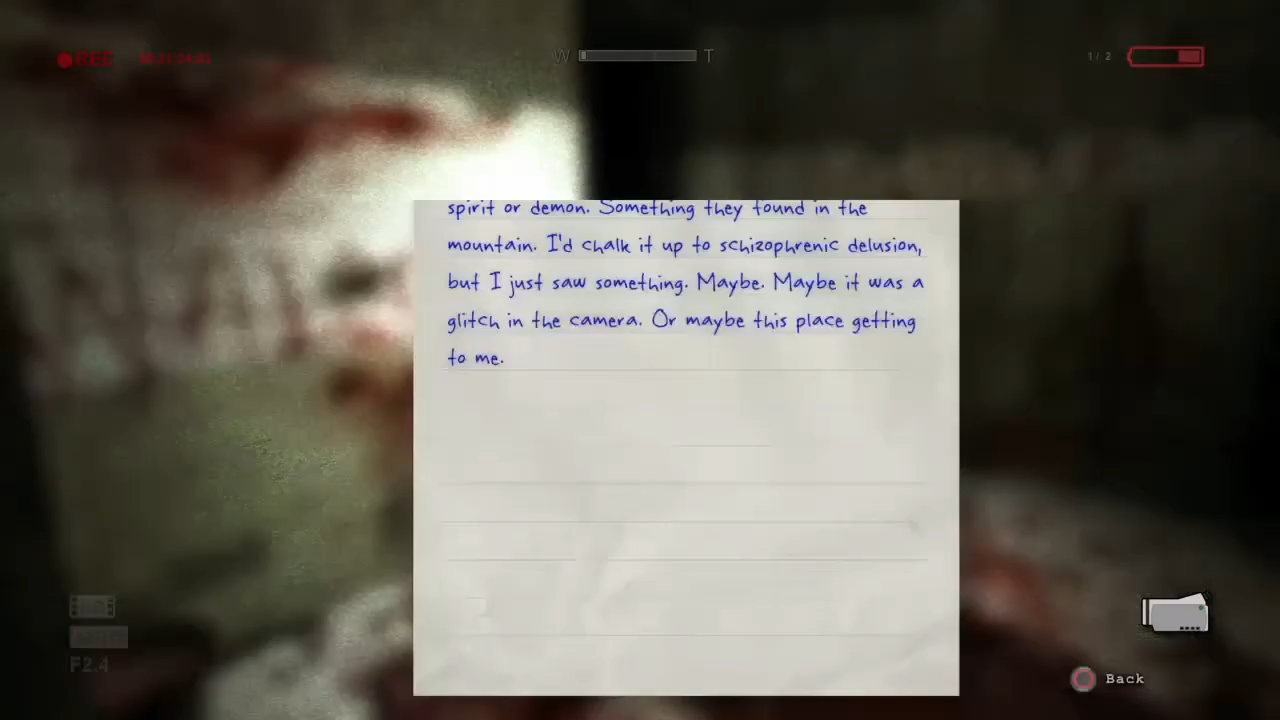 REC
W T
1/2
spirit or demon. Something they found in the
mountain. I'd chalk it up to schizophrenic delusion,
but I just saw something. Maybe. Maybe it was a
glitch in the camera. Or maybe this place getting
to me.
F2.4
Back